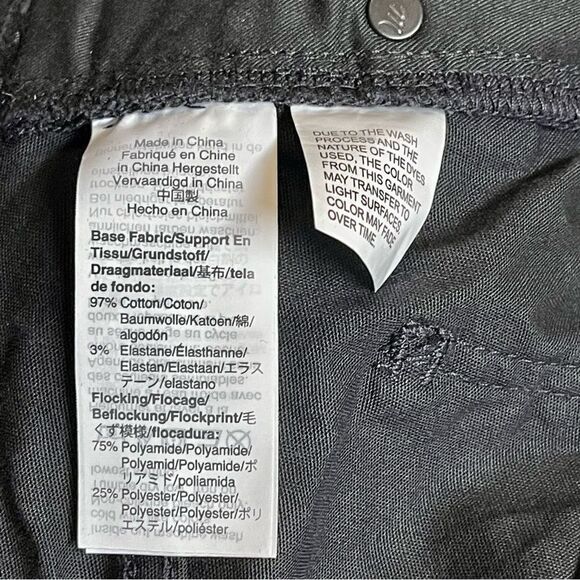 Made in China
Fabriqué en Chine
in China Hergestellt
Vervaardigd in China
中国製
Hecho en China
Base Fabric/Support En
Tissu/Grundstoff/
Draagmateriaal/基布/tela
de fondo:
97% Cotton/Coton/
Baumwolle/Katoen/綿/
algodón
3% Elastane/Élasthanne/
Elastan/Elastaan/エラス
テーン/elastano
Flocking/Flocage/
Beflockung/Flockprint/毛
くず模様/flocadura:
75% Polyamide/Polyamide/
Polyamid/Polyamide/ポ
リアミド/poliamida
25% Polyester/Polyester/
Polyester/Polyester/ポリ
エステル/poliéster
DUE TO THE WASH
PROCESS AND THE
NATURE OF THE DYES
USED, THE COLOR
FROM THIS GARMENT
MAY TRANSFER TO
LIGHT SURFACES.
COLOR MAY FADE
OVER TIME.